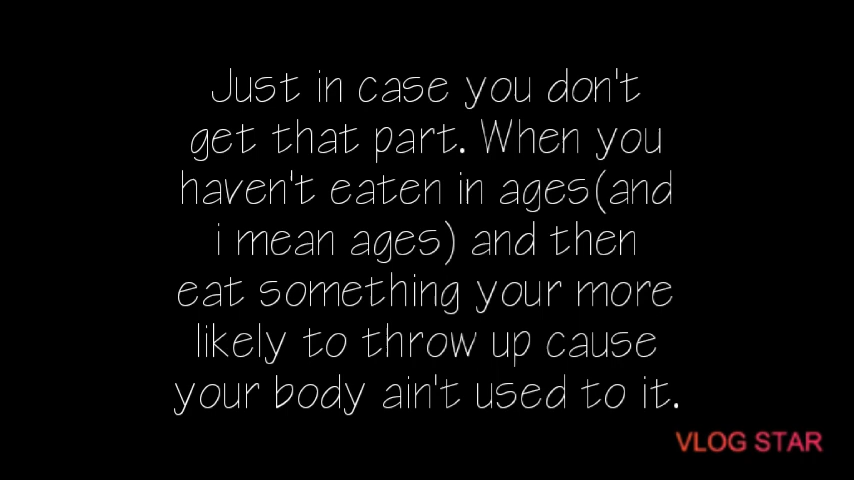 Just in case you don't
get that part. When you
haven't eaten in ages(and
i mean ages) and then
eat something your more
likely to throw up cause
your body ain't used to it.
VLOG STAR